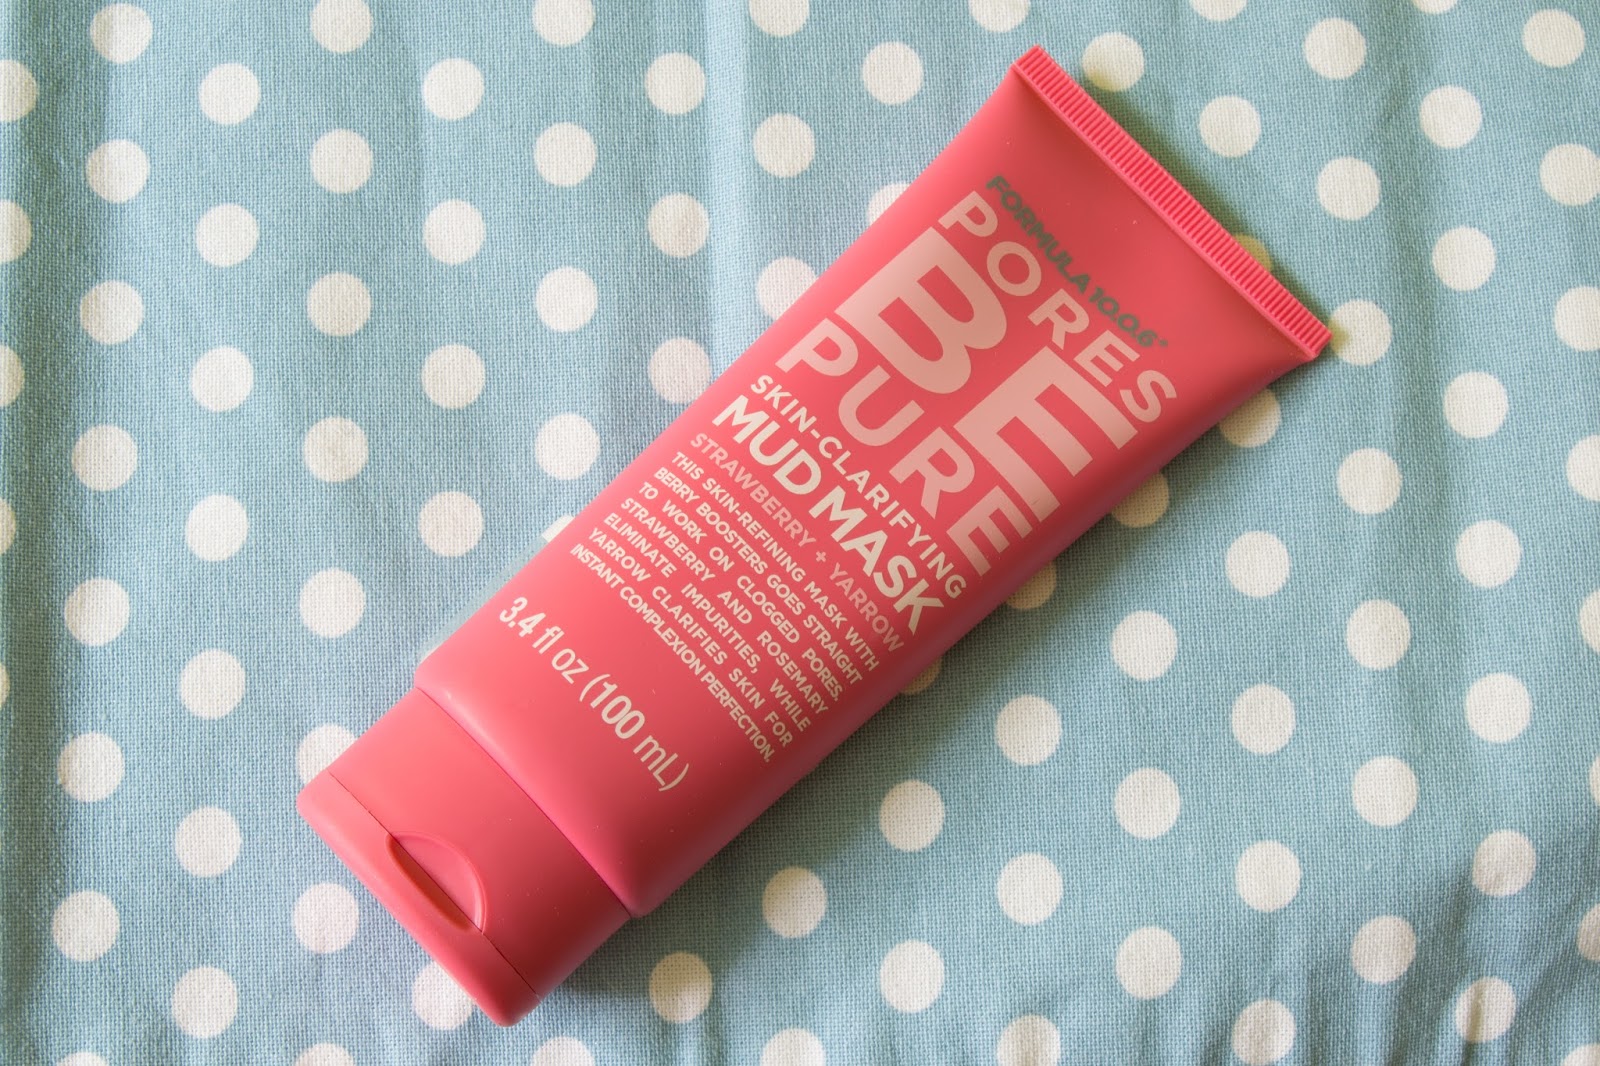 FORMULA 10.0.6®
PORES
BE
PURE
SKIN-CLARIFYING
MUD MASK
STRAWBERRY + YARROW
THIS SKIN-REFINING MASK WITH
BERRY BOOSTERS GOES STRAIGHT
TO WORK ON CLOGGED PORES.
STRAWBERRY AND ROSEMARY
ELIMINATE IMPURITIES, WHILE
YARROW CLARIFIES SKIN FOR
INSTANT COMPLEXION PERFECTION.
3.4 fl oz (100 mL)